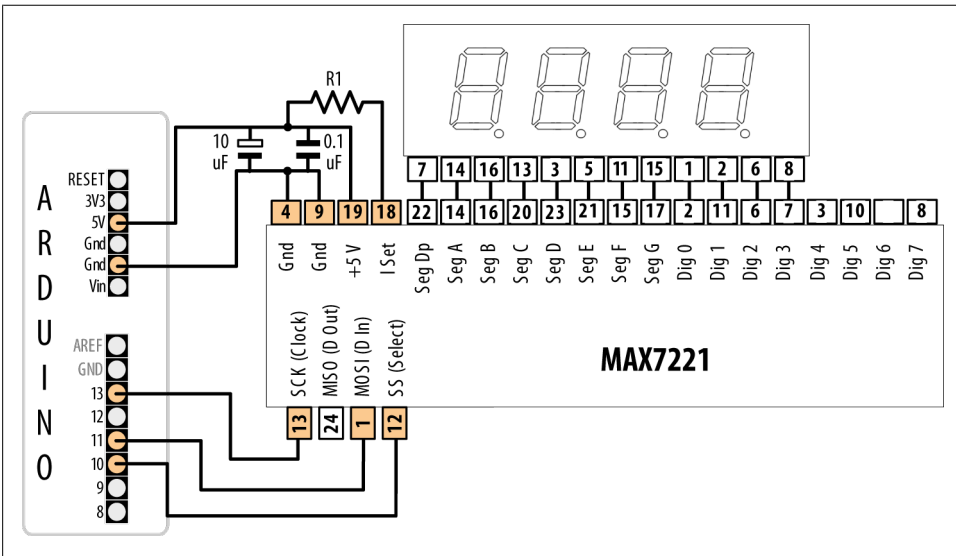 R1
10
uF
0.1
uF
ARDUINO
RESET
3V3
5V
Gnd
Gnd
Vin
AREF
GND
13
12
11
10
9
8
7 14 16 13 3 5 11 15 1 2 6 8
4 9 19 18 22 14 16 20 23 21 15 17 2 11 6 7 3 10 8
Gnd
Gnd
+5V
I Set
Seg Dp
Seg A
Seg B
Seg C
Seg D
Seg E
Seg F
Seg G
Dig 0
Dig 1
Dig 2
Dig 3
Dig 4
Dig 5
Dig 6
Dig 7
MAX7221
SCK (Clock)
MISO (D Out)
MOSI (D In)
SS (Select)
13 24 1 12